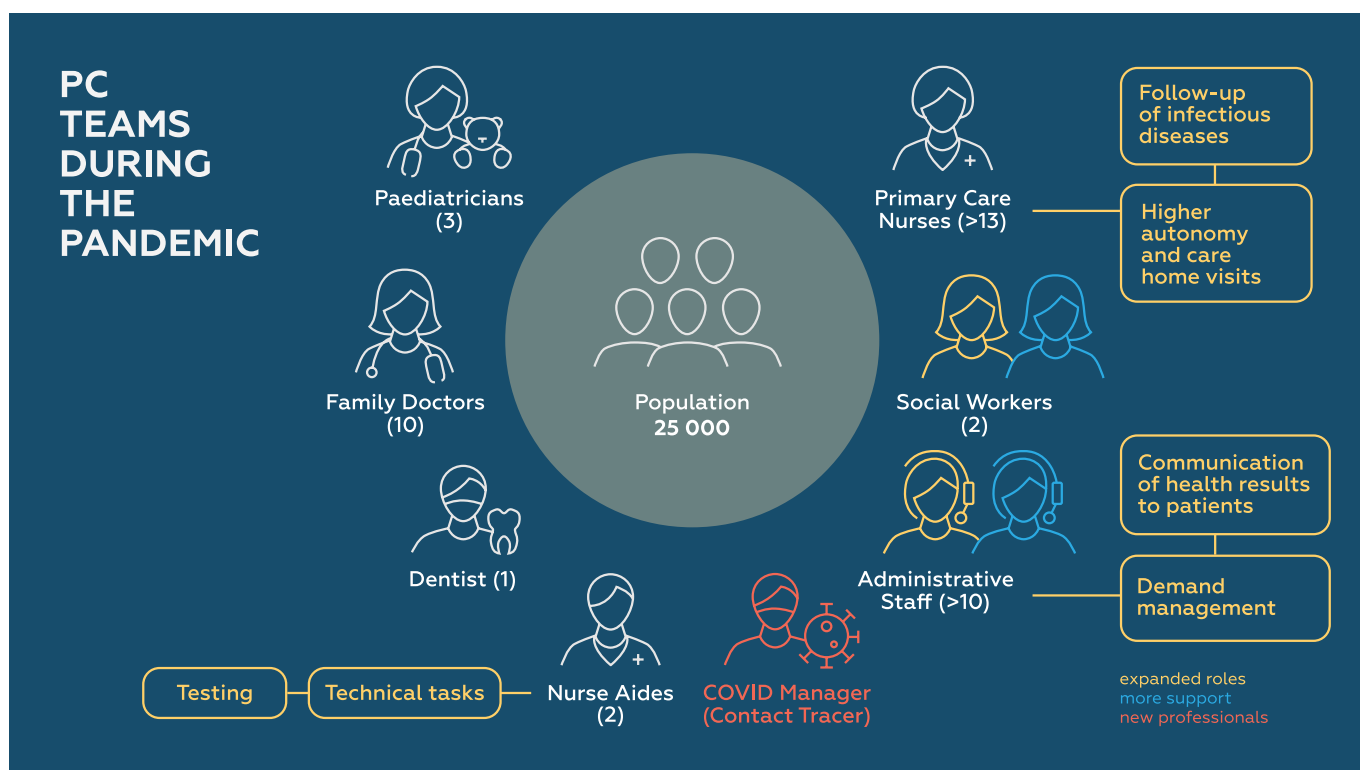 PC
TEAMS
DURING
THE
PANDEMIC
Paediatricians
(3)
Primary Care
Nurses (>13)
Follow-up
of infectious
diseases
Higher
autonomy
and care
home visits
Family Doctors
(10)
Population
25 000
Social Workers
(2)
Dentist (1)
Administrative
Staff (>10)
Communication
of health results
to patients
Demand
management
Testing
Technical tasks
Nurse Aides
(2)
COVID Manager
(Contact Tracer)
expanded roles
more support
new professionals